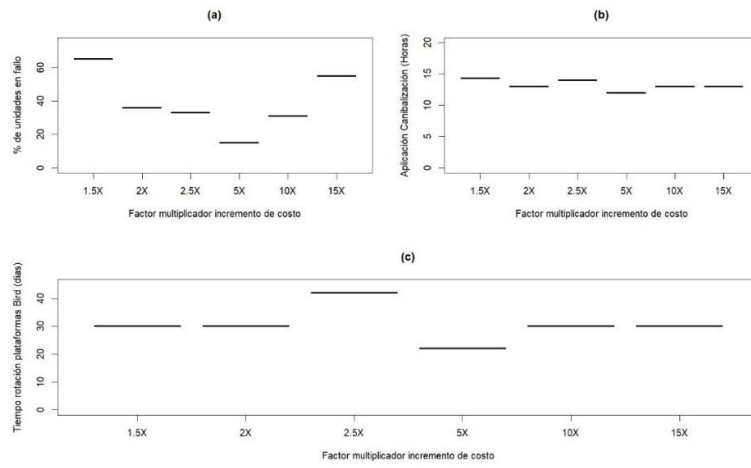 (a)
% de unidades en fallo
60
40
20
0
1.5X 2X 2.5X 5X 10X 15X
Factor multiplicador incremento de costo
(b)
Aplicación Canibalización (Horas)
20
15
10
5
0
1.5X 2X 2.5X 5X 10X 15X
Factor multiplicador incremento de costo
(c)
Tiempo rotación plataformas Bird (días)
40
30
20
10
0
1.5X 2X 2.5X 5X 10X 15X
Factor multiplicador incremento de costo